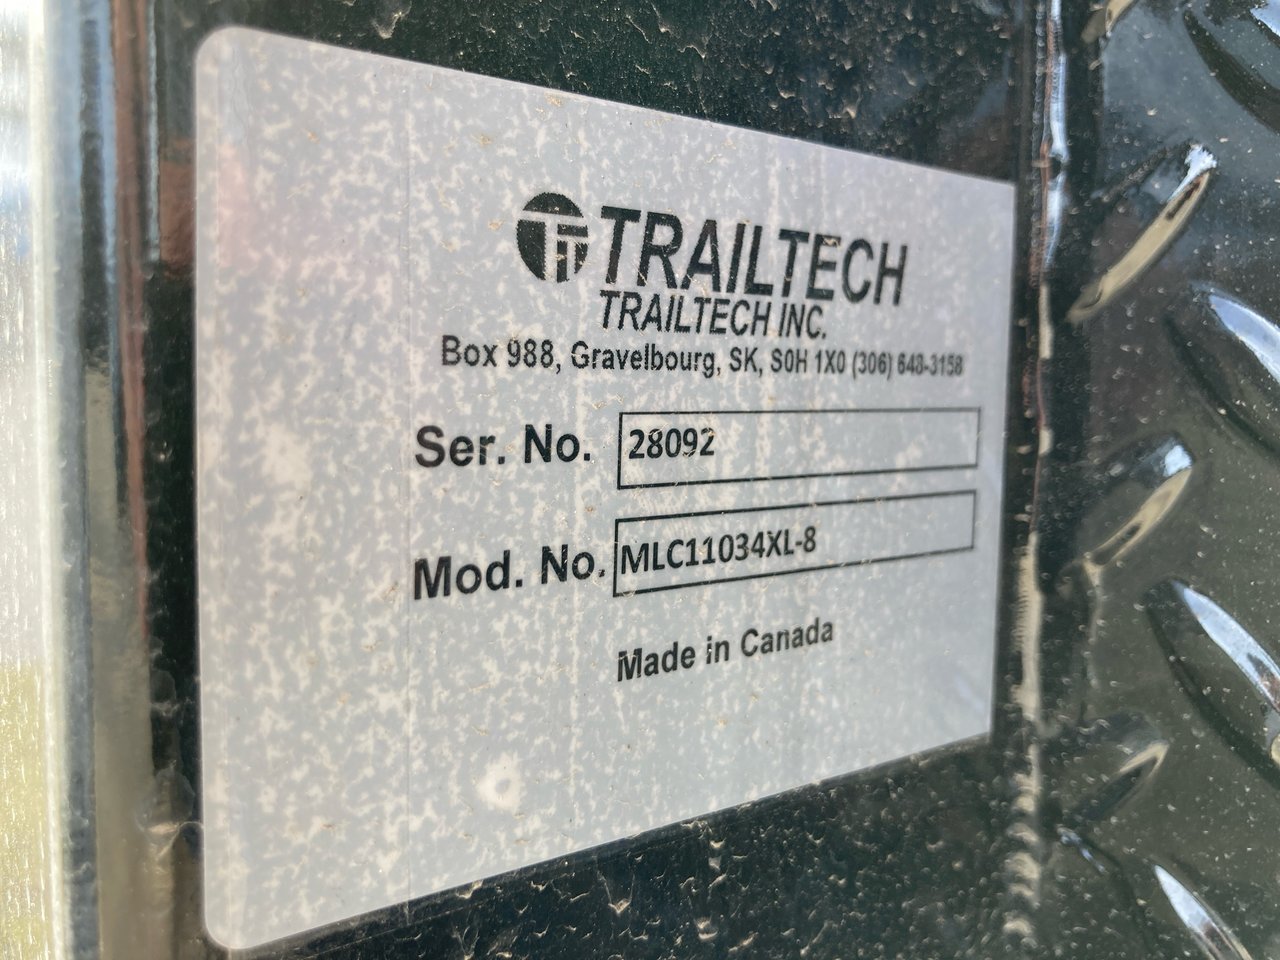 TRAILTECH
TRAILTECH INC.
Box 988, Gravelbourg, SK, S0H 1X0 (306) 648-3158
Ser. No. 28092
Mod. No. MLC11034XL-8
Made in Canada